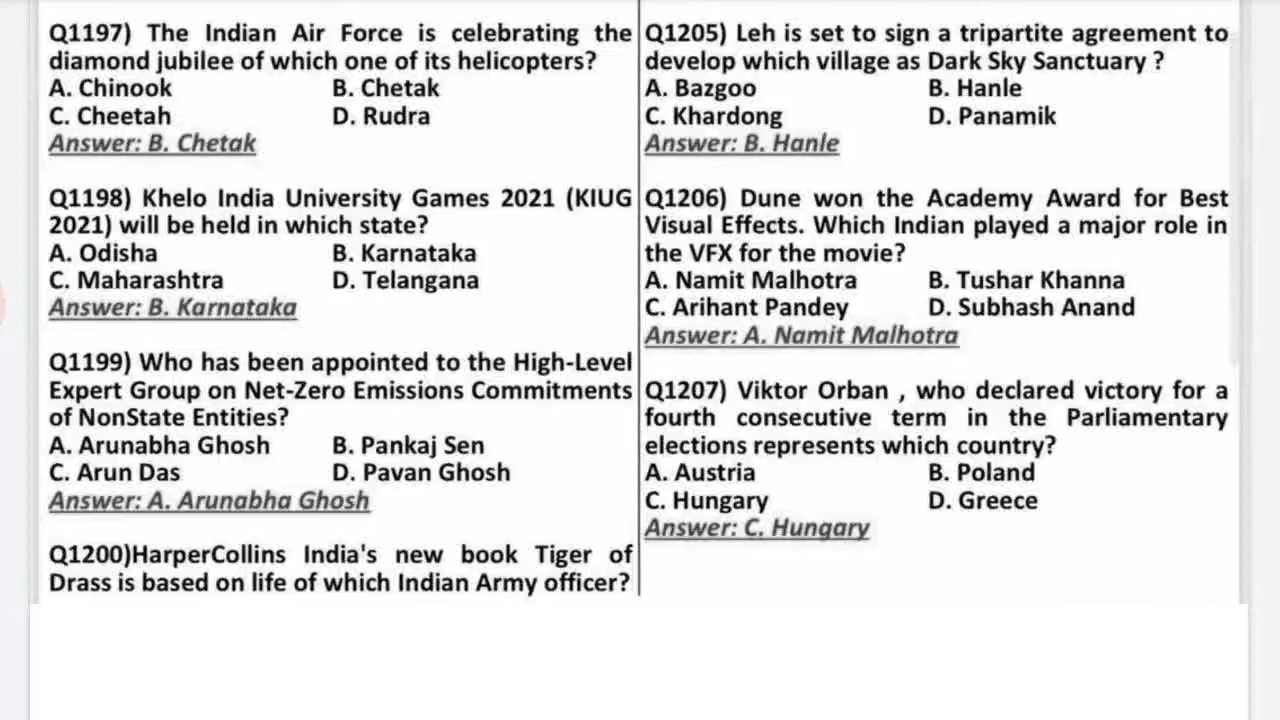 Q1197) The Indian Air Force is celebrating the
diamond jubilee of which one of its helicopters?
A. Chinook B. Chetak
C. Cheetah D. Rudra
Answer: B. Chetak
Q1198) Khelo India University Games 2021 (KIUG
2021) will be held in which state?
A. Odisha B. Karnataka
C. Maharashtra D. Telangana
Answer: B. Karnataka
Q1199) Who has been appointed to the High-Level
Expert Group on Net-Zero Emissions Commitments
of NonState Entities?
A. Arunabha Ghosh B. Pankaj Sen
C. Arun Das D. Pavan Ghosh
Answer: A. Arunabha Ghosh
Q1200)HarperCollins India's new book Tiger of
Drass is based on life of which Indian Army officer?
Q1205) Leh is set to sign a tripartite agreement to
develop which village as Dark Sky Sanctuary ?
A. Bazgoo B. Hanle
C. Khardong D. Panamik
Answer: B. Hanle
Q1206) Dune won the Academy Award for Best
Visual Effects. Which Indian played a major role in
the VFX for the movie?
A. Namit Malhotra B. Tushar Khanna
C. Arihant Pandey D. Subhash Anand
Answer: A. Namit Malhotra
Q1207) Viktor Orban , who declared victory for a
fourth consecutive term in the Parliamentary
elections represents which country?
A. Austria B. Poland
C. Hungary D. Greece
Answer: C. Hungary